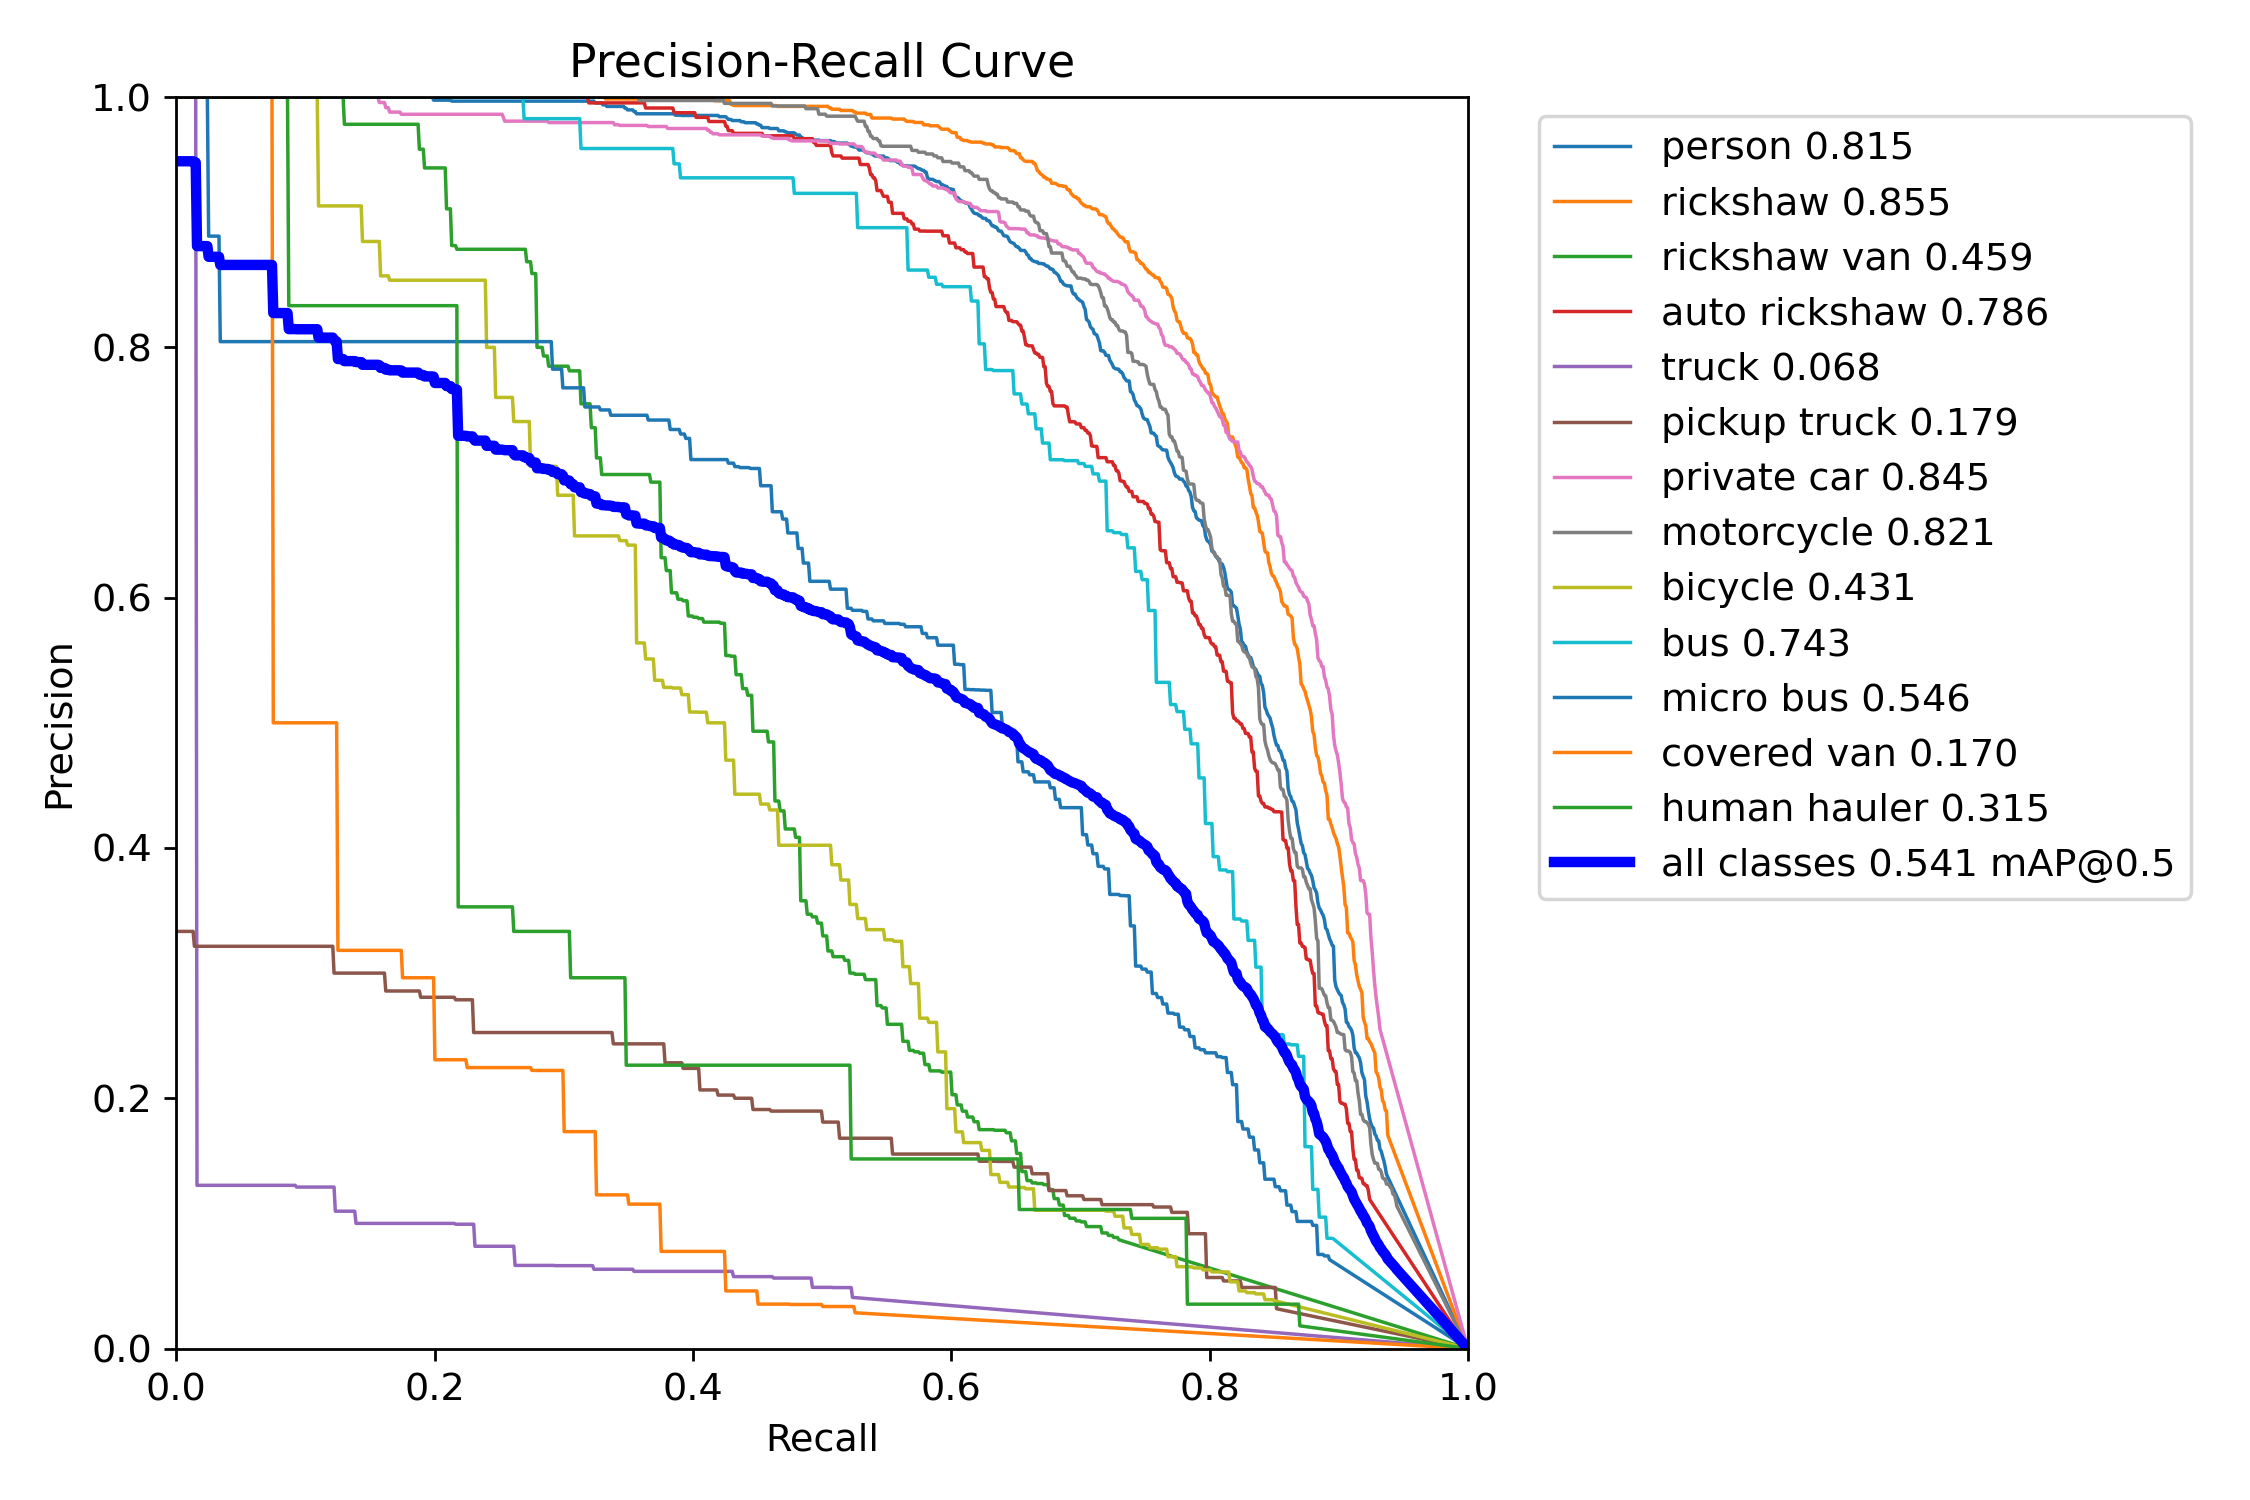 Precision-Recall Curve
1.0
0.8
0.6
0.4
0.2
0.0
Precision
0.0 0.2 0.4 0.6 0.8 1.0
Recall
person 0.815
rickshaw 0.855
rickshaw van 0.459
auto rickshaw 0.786
truck 0.068
pickup truck 0.179
private car 0.845
motorcycle 0.821
bicycle 0.431
bus 0.743
micro bus 0.546
covered van 0.170
human hauler 0.315
all classes 0.541 mAP@0.5